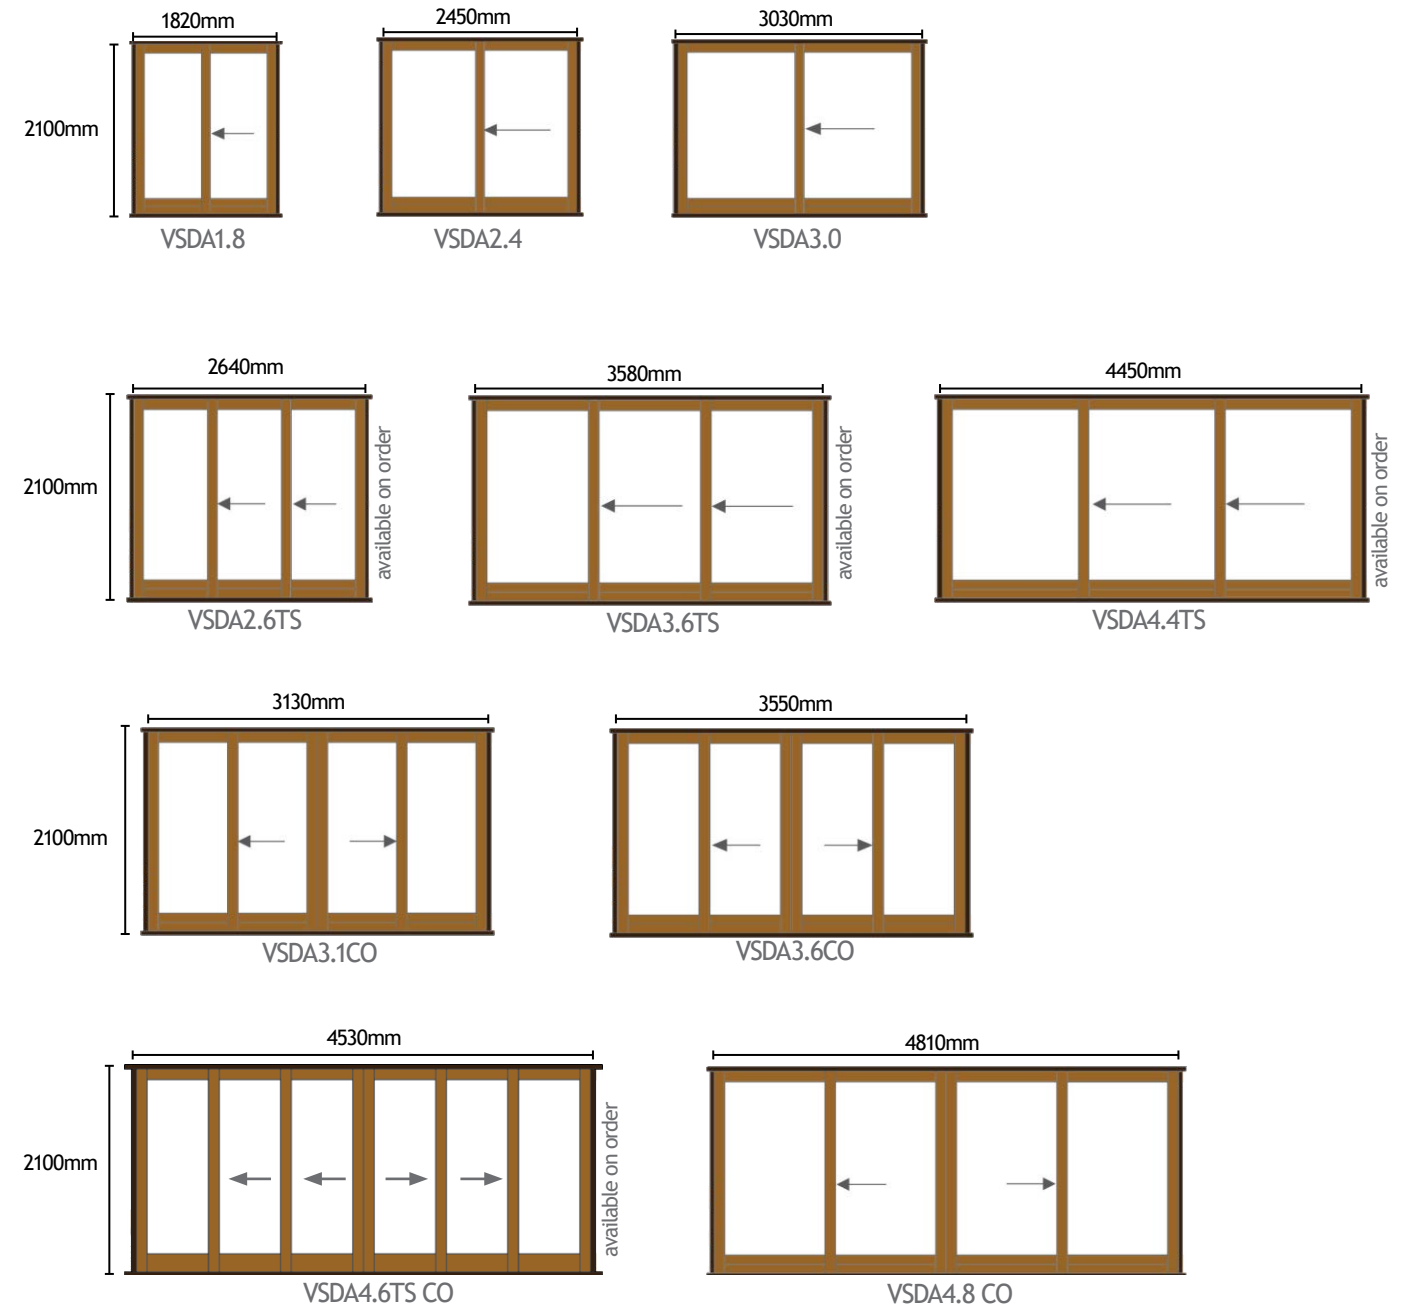 1820mm
2450mm
3030mm
2100mm
VSDA1.8
VSDA2.4
VSDA3.0
2640mm
3580mm
4450mm
2100mm
available on order
available on order
available on order
VSDA2.6TS
VSDA3.6TS
VSDA4.4TS
3130mm
3550mm
2100mm
VSDA3.1CO
VSDA3.6CO
4530mm
4810mm
2100mm
available on order
VSDA4.6TS CO
VSDA4.8 CO